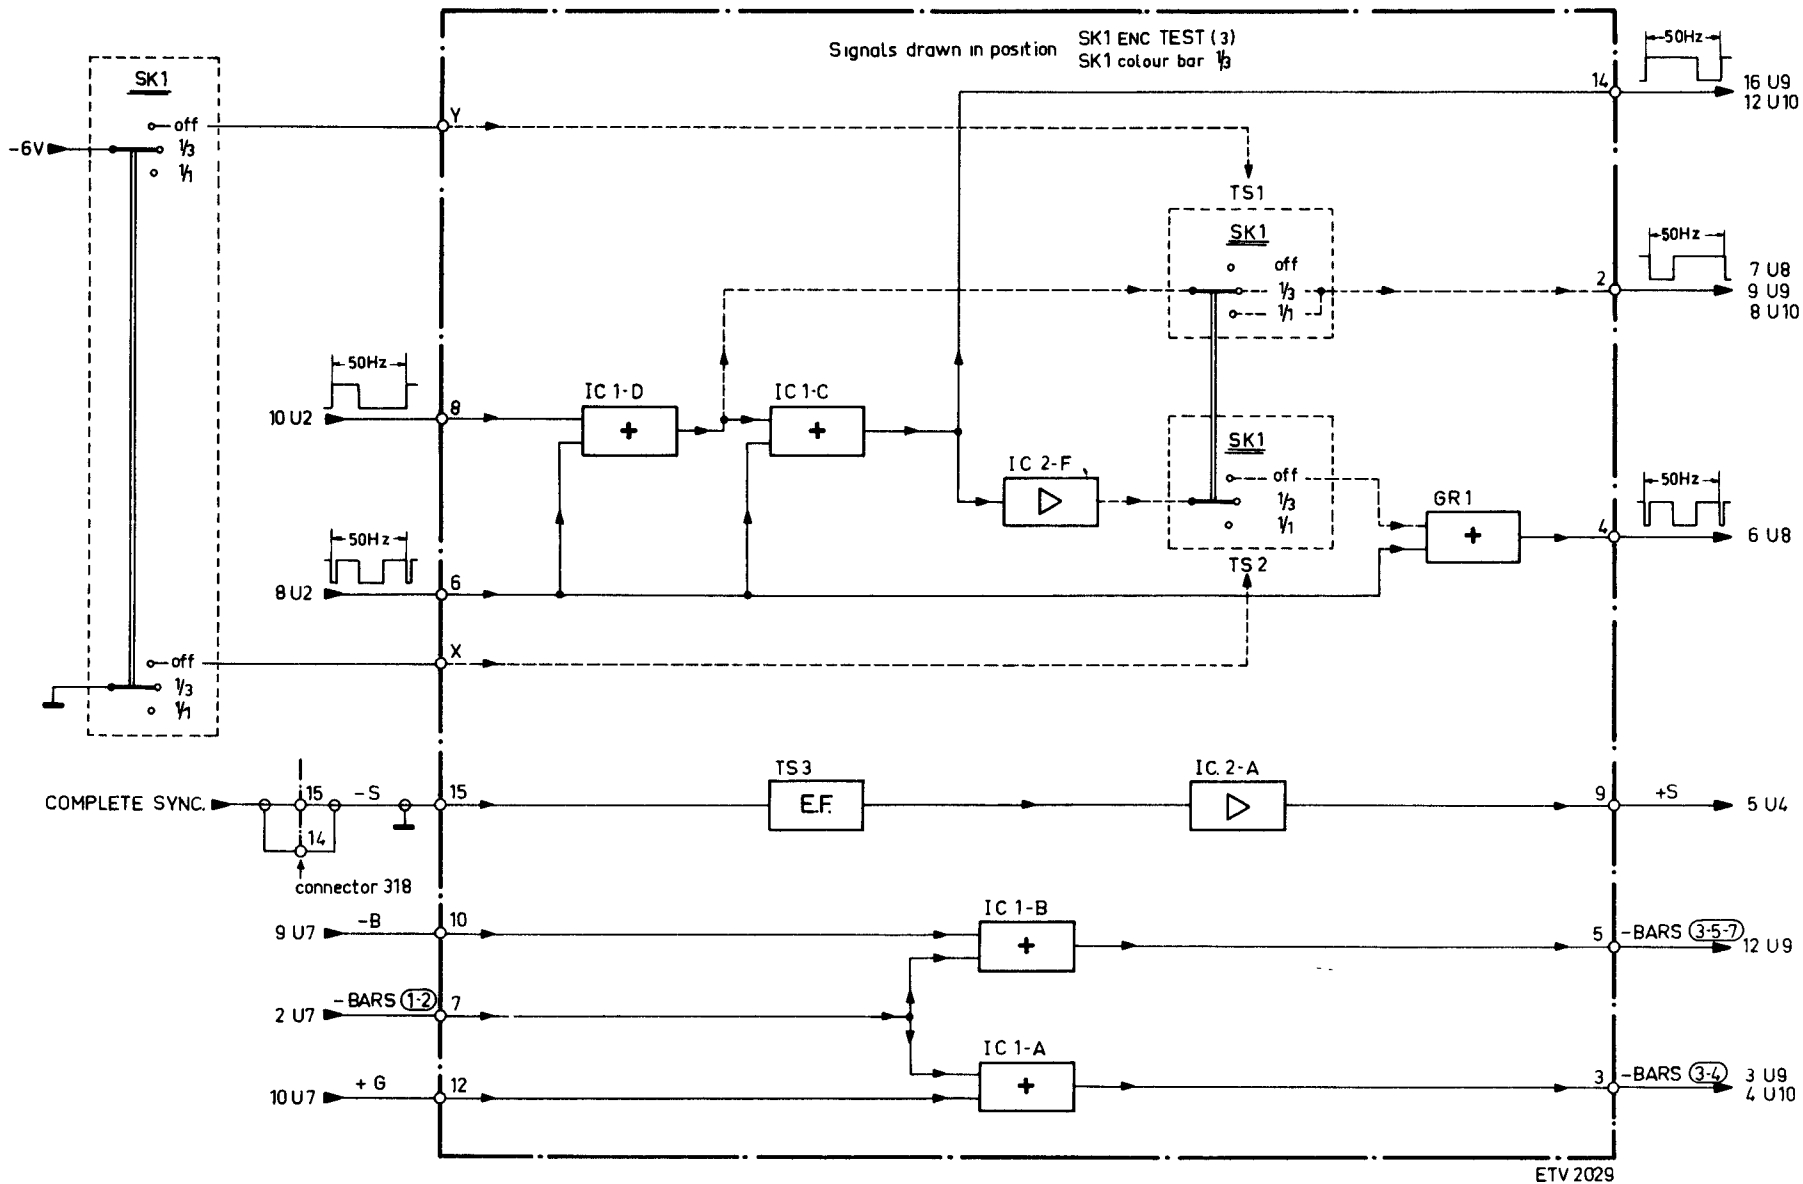 Signals drawn in position SK1 ENC TEST (3)
SK1 colour bar 1/3
50Hz
14
16 U9
12 U10
SK1
off
-6V
1/3
1/1
Y
TS1
SK1
off
1/3
1/1
50Hz
2
7 U8
9 U9
8 U10
50Hz
10 U2
8
IC 1-D
+
IC 1-C
+
IC 2-F
SK1
off
1/3
1/1
TS2
GR1
+
50Hz
4
6 U8
50Hz
8 U2
6
X
off
1/3
1/1
COMPLETE SYNC.
15
-S
15
14
connector 318
TS3
E.F.
IC. 2-A
9
+S
5 U4
9 U7
-B
10
IC 1-B
+
5
-BARS 3-5-7
12 U9
2 U7
-BARS 1-2
7
IC 1-A
+
10 U7
+ G
12
3
-BARS 3-4
3 U9
4 U10
ETV 2029